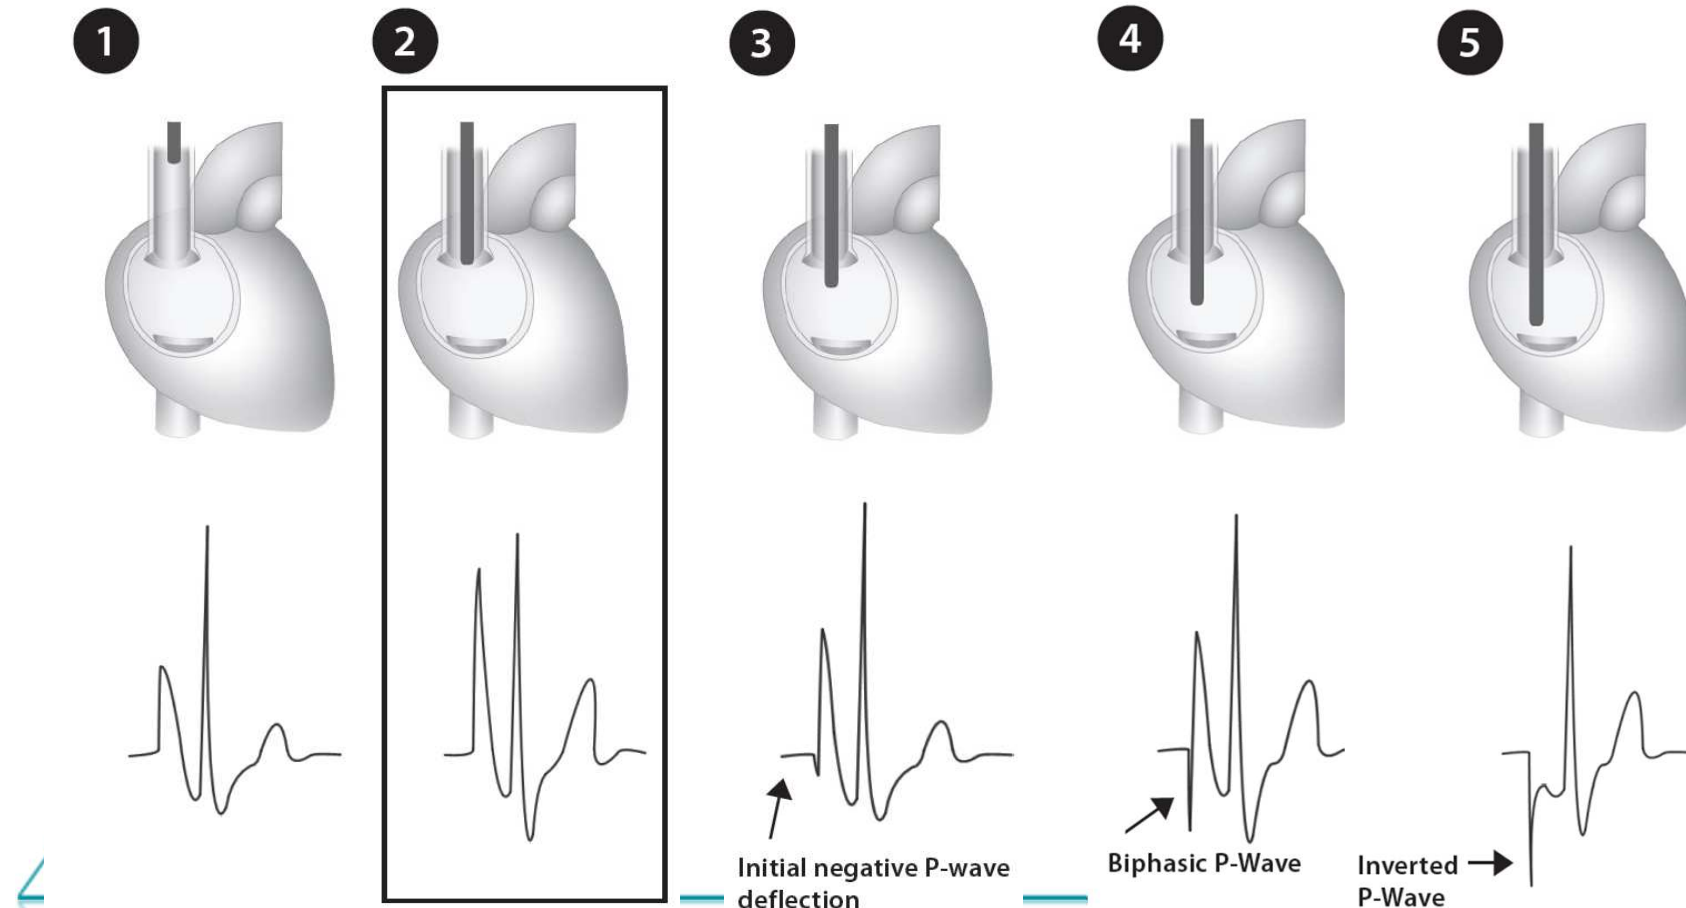 1
2
3
4
5
Initial negative P-wave
deflection
Biphasic P-Wave
Inverted
P-Wave